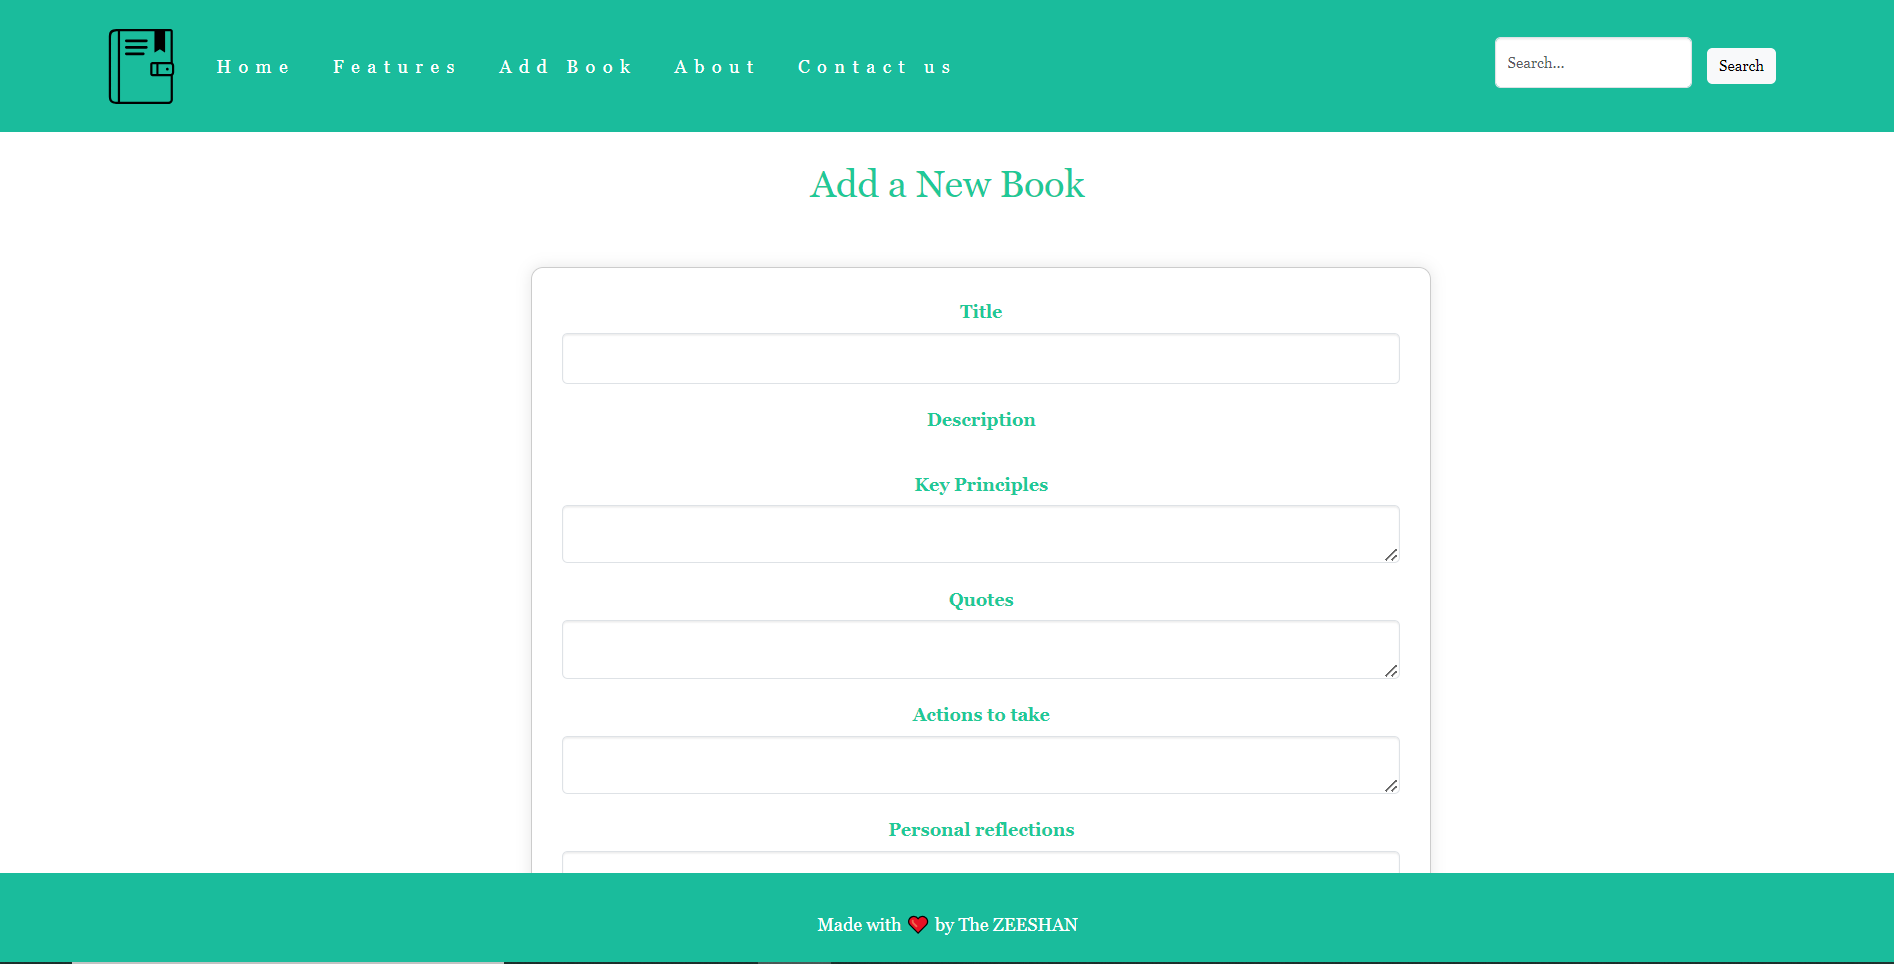 Home Features Add Book About Contact us Search... Search
Add a New Book
Title
Description
Key Principles
Quotes
Actions to take
Personal reflections
Made with ❤ by The ZEESHAN